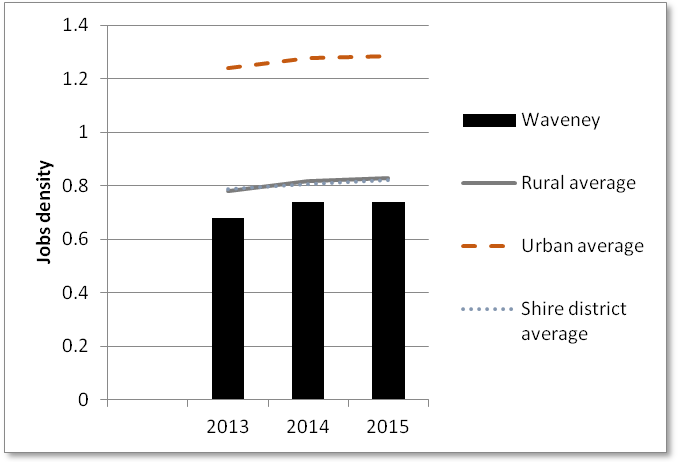 1.4
1.2
1
0.8
0.6
0.4
0.2
0
Jobs density
2013 2014 2015
Waveney
Rural average
Urban average
Shire district
average